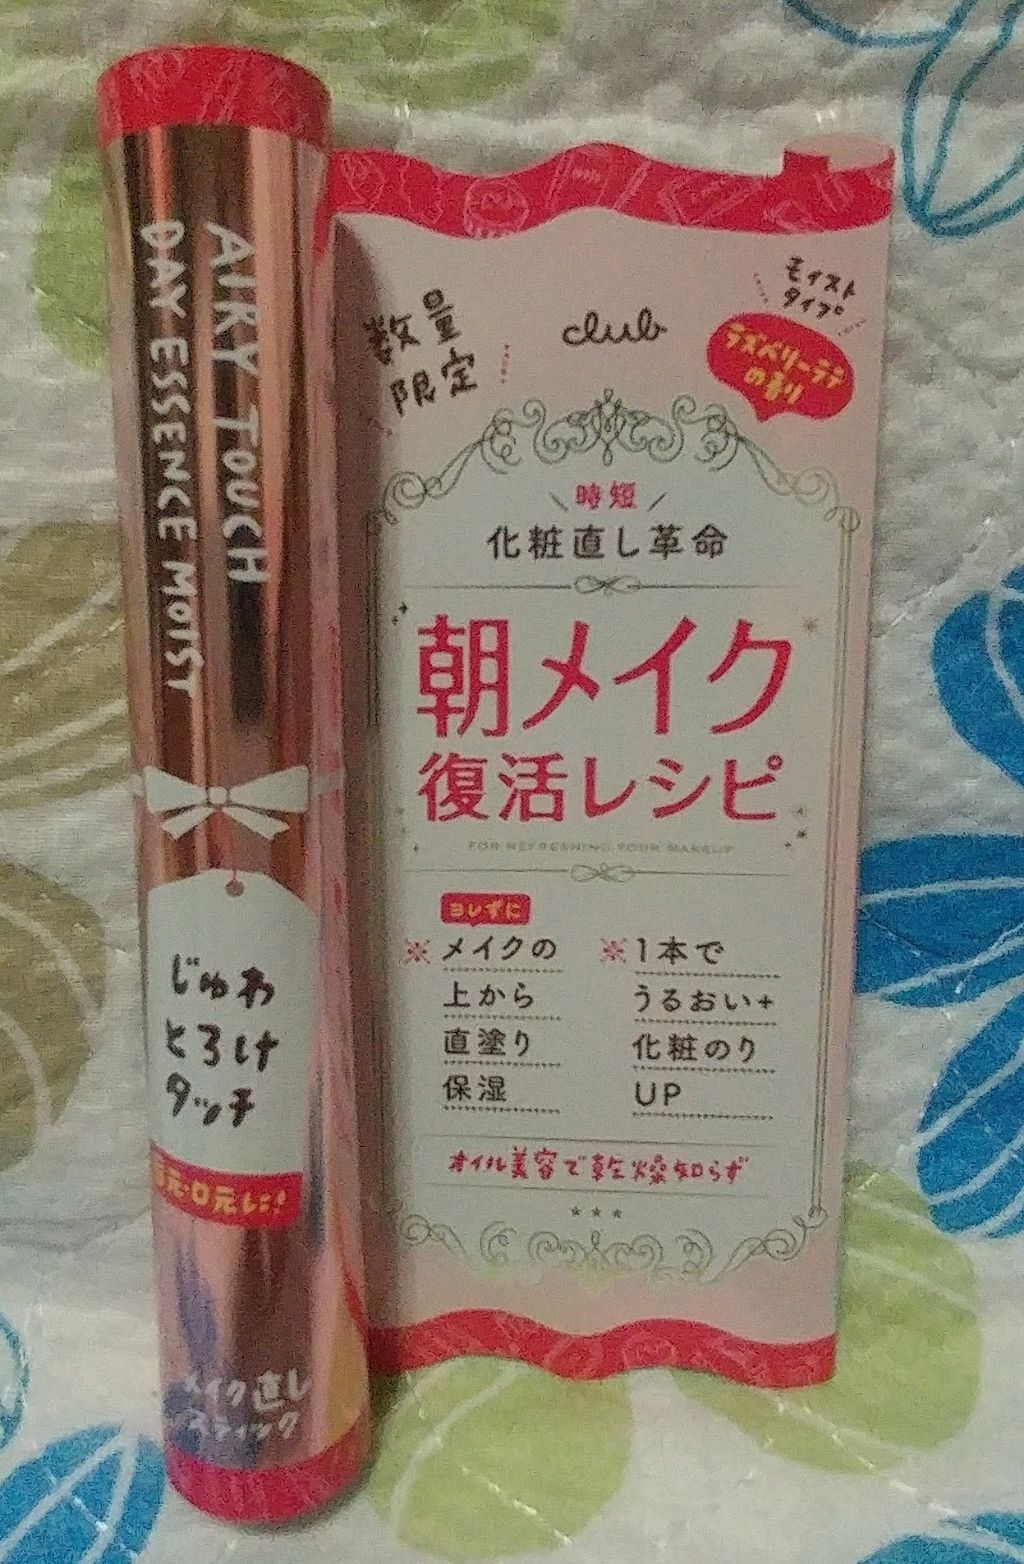 AIKY TOUCH
DAY ESSENCE MOIST
じゅわ
とろけ
タッチ
目元・口元に!
メイク直し
スティック
数量
限定
club
モイスト
タイプ
ラズベリーラテ
の香り
時短
化粧直し革命
朝メイク
復活レシピ
FOR REFRESHING YOUR MAKEUP
ヨレずに
※メイクの
上から
直塗り
保湿
※1本で
うるおい+
化粧のり
UP
オイル美容で乾燥知らず